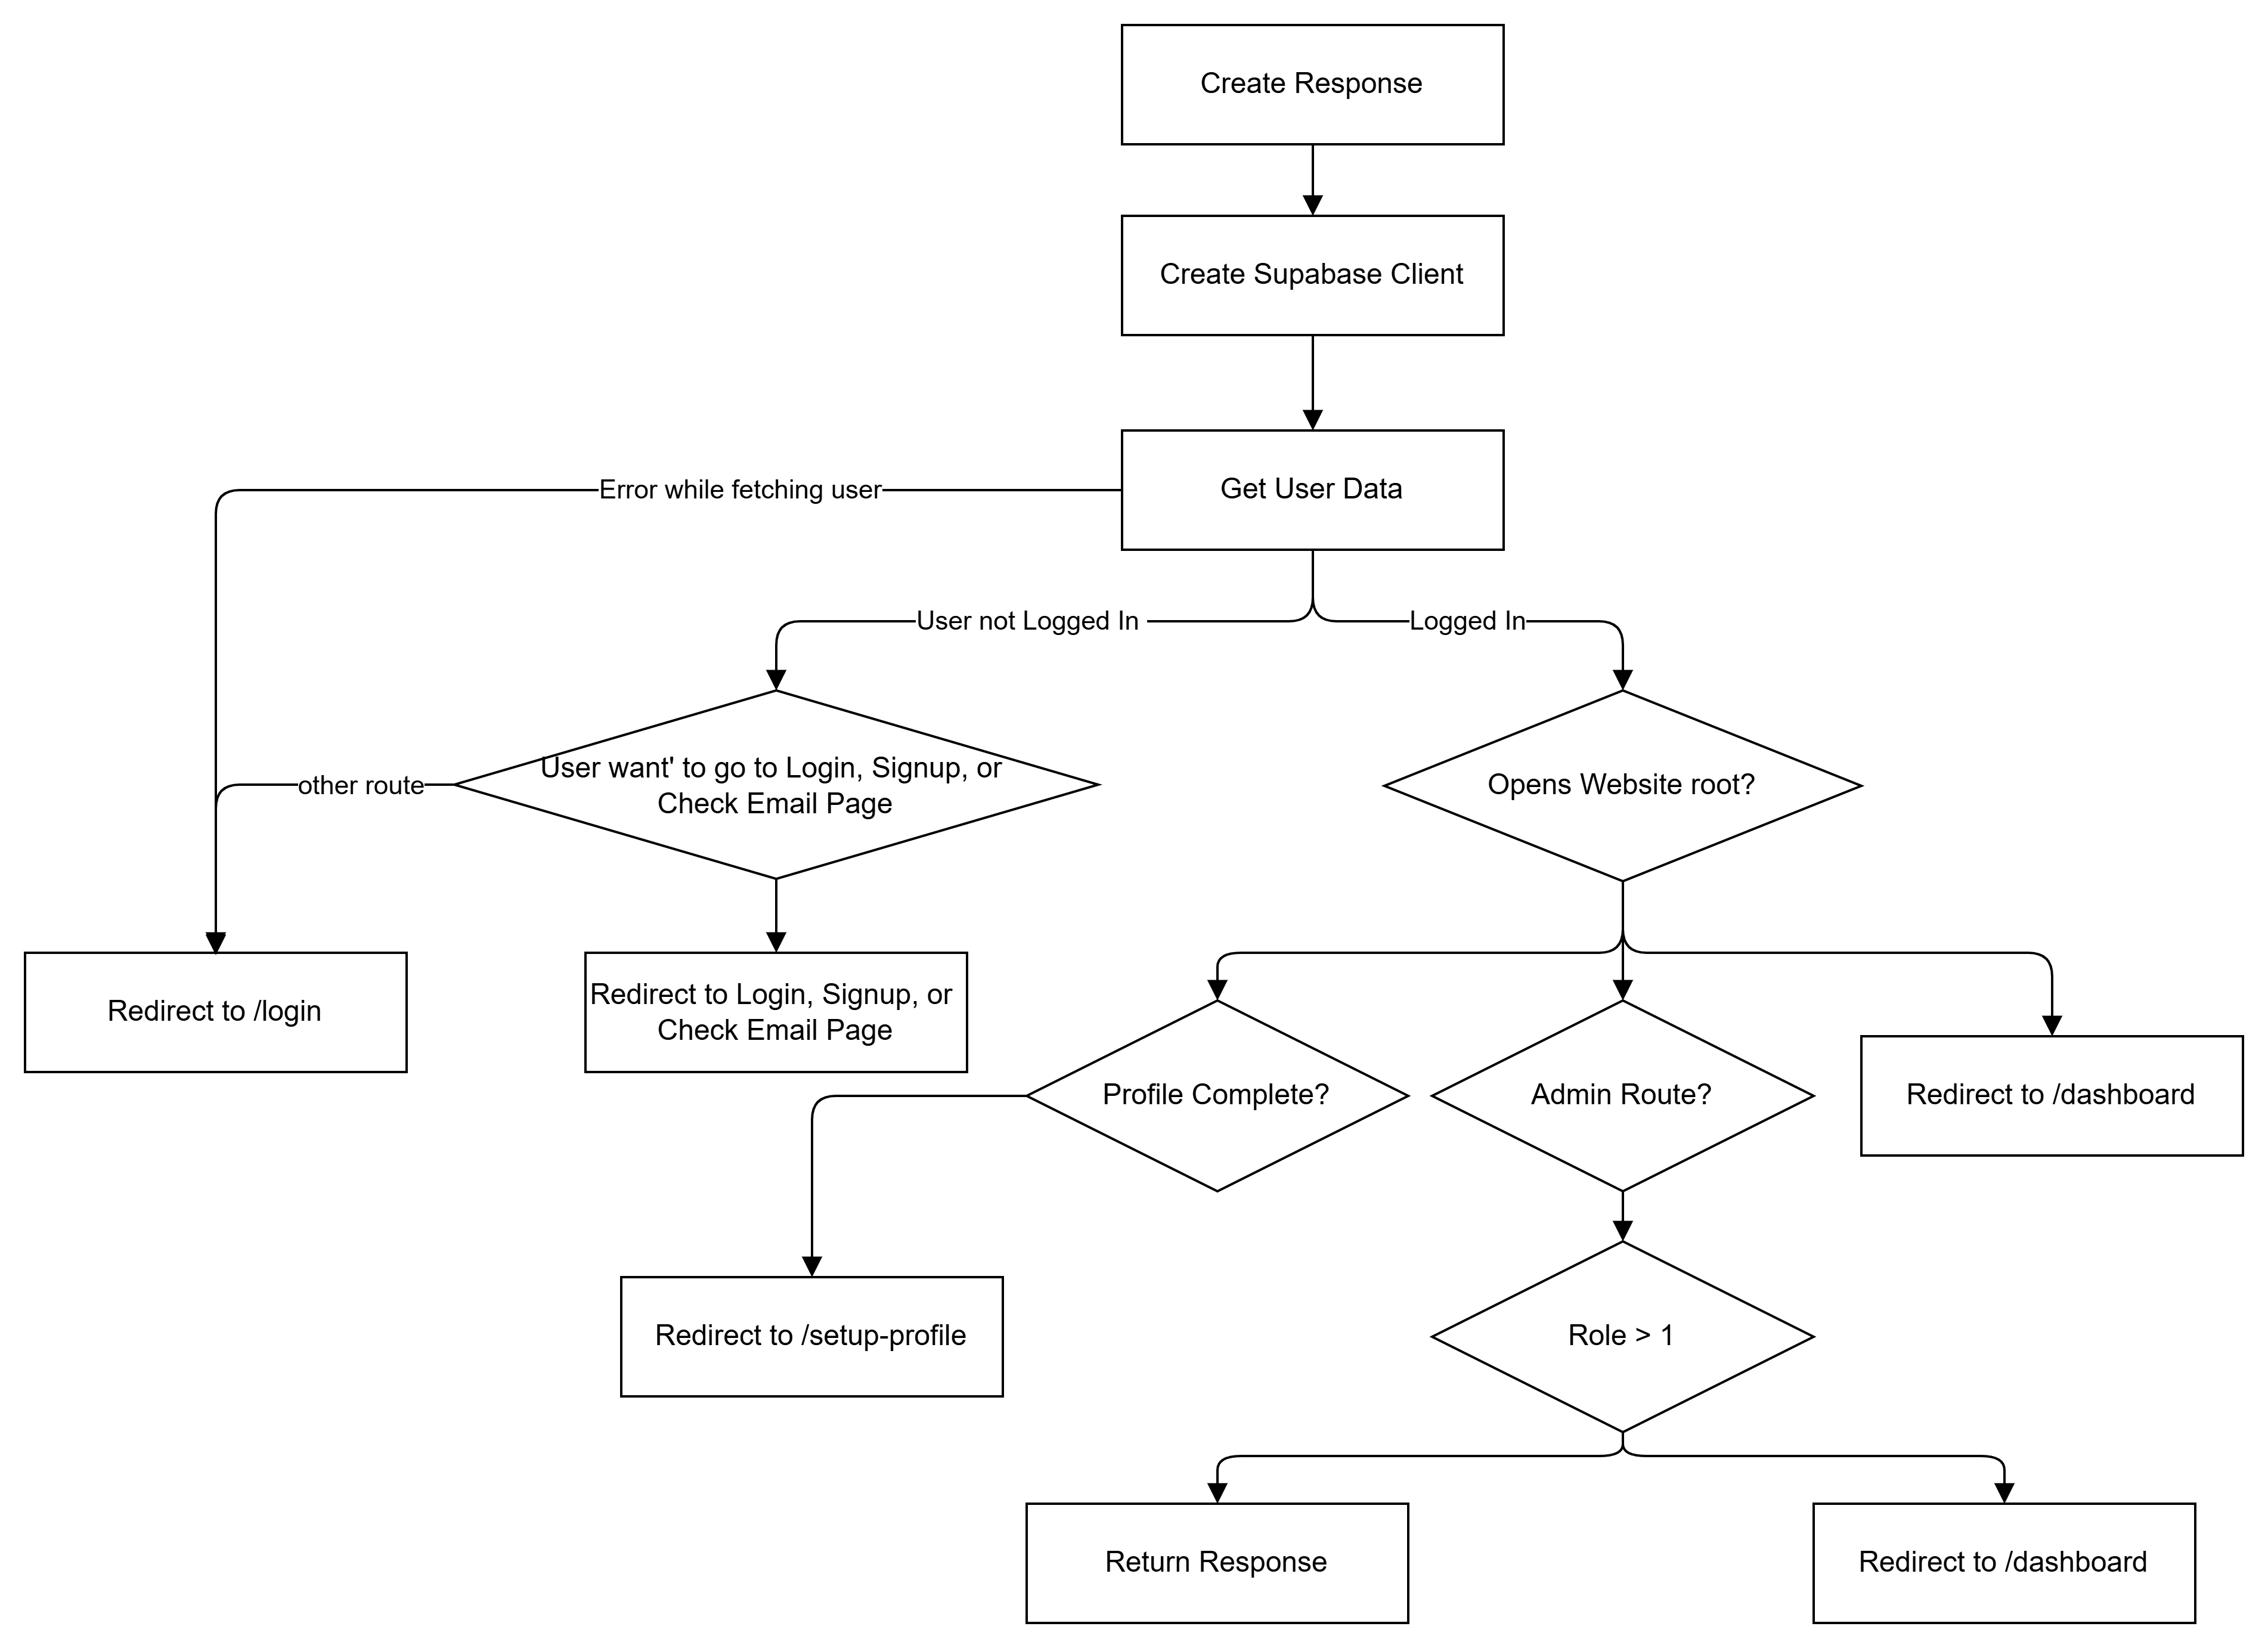 Create Response
Create Supabase Client
Error while fetching user
Get User Data
User not Logged In
Logged In
User want' to go to Login, Signup, or
Check Email Page
other route
Opens Website root?
Redirect to /login
Redirect to Login, Signup, or
Check Email Page
Profile Complete?
Admin Route?
Redirect to /dashboard
Redirect to /setup-profile
Role > 1
Return Response
Redirect to /dashboard